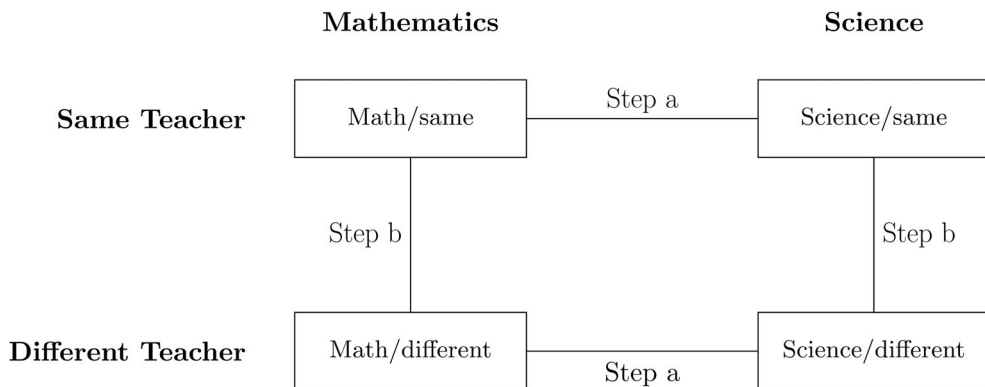 Mathematics
Science
Same Teacher
Math/same
Step a
Science/same
Step b
Step b
Different Teacher
Math/different
Step a
Science/different